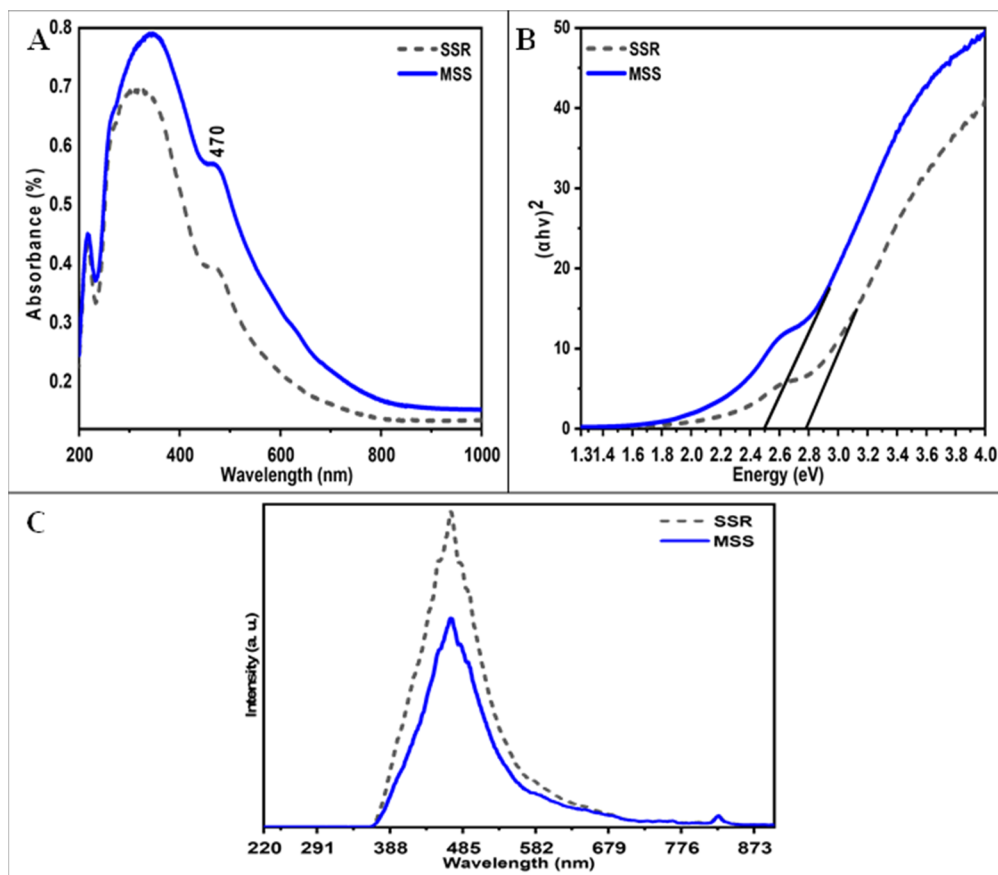 A
SSR
MSS
470
Absorbance (%)
0.8
0.7
0.6
0.5
0.4
0.3
0.2
200 400 600 800 1000
Wavelength (nm)
B
SSR
MSS
(αhv)²
50
40
30
20
10
0
1.31.4 1.6 1.8 2.0 2.2 2.4 2.6 2.8 3.0 3.2 3.4 3.6 3.8 4.0
Energy (eV)
C
SSR
MSS
Intensity (a. u.)
220 291 388 485 582 679 776 873
Wavelength (nm)